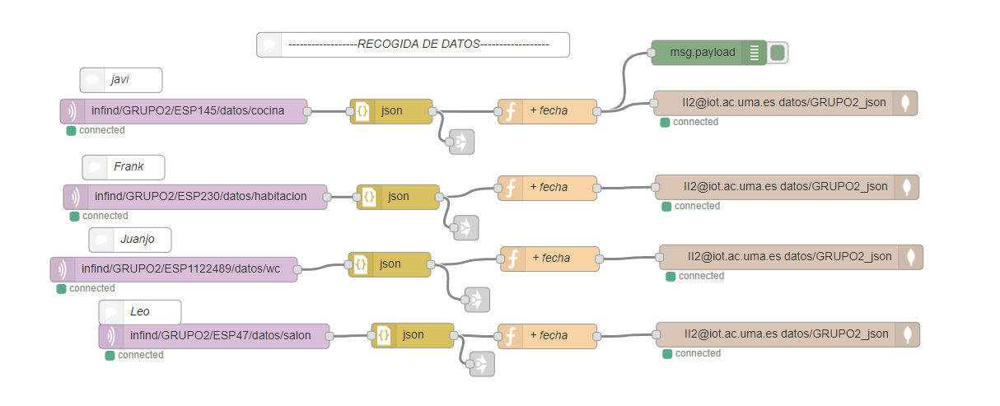 ------------------RECOGIDA DE DATOS------------------
msg.payload
javi
infind/GRUPO2/ESP145/datos/cocina
json
+ fecha
II2@iot.ac.uma.es datos/GRUPO2_json
connected
connected
Frank
infind/GRUPO2/ESP230/datos/habitacion
json
+ fecha
II2@iot.ac.uma.es datos/GRUPO2_json
connected
connected
Juanjo
infind/GRUPO2/ESP1122489/datos/wc
json
+ fecha
II2@iot.ac.uma.es datos/GRUPO2_json
connected
connected
Leo
infind/GRUPO2/ESP47/datos/salon
json
+ fecha
II2@iot.ac.uma.es datos/GRUPO2_json
connected
connected